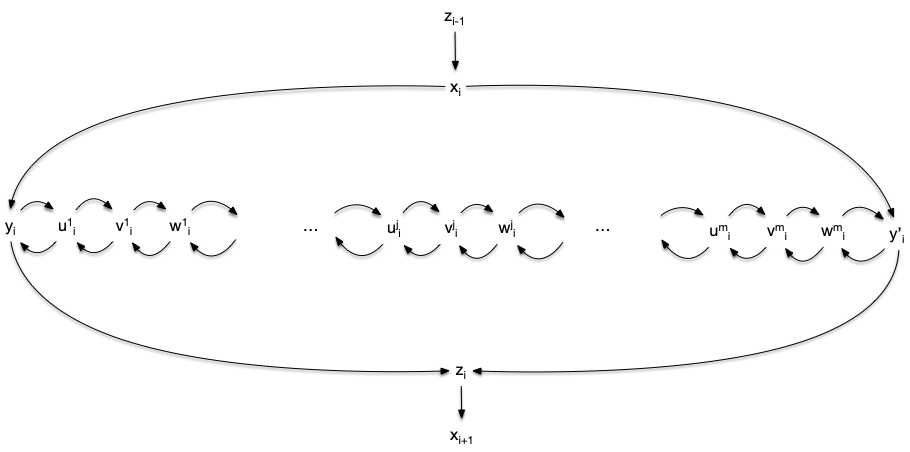 z_{i-1}
x_i
y_i u^1_i v^1_i w^1_i ... u^j_i v^j_i w^j_i ... u^m_i v^m_i w^m_i y'_i
z_i
x_{i+1}